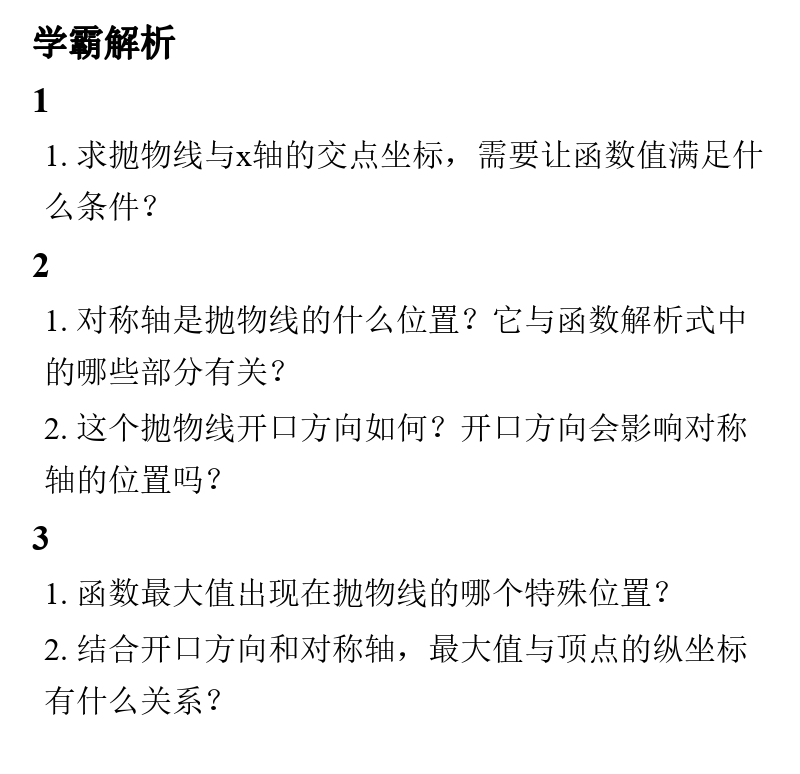 学霸解析
1
1. 求抛物线与x轴的交点坐标，需要让函数值满足什
么条件？
2
1. 对称轴是抛物线的什么位置？它与函数解析式中
的哪些部分有关？
2. 这个抛物线开口方向如何？开口方向会影响对称
轴的位置吗？
3
1. 函数最大值出现在抛物线的哪个特殊位置？
2. 结合开口方向和对称轴，最大值与顶点的纵坐标
有什么关系？